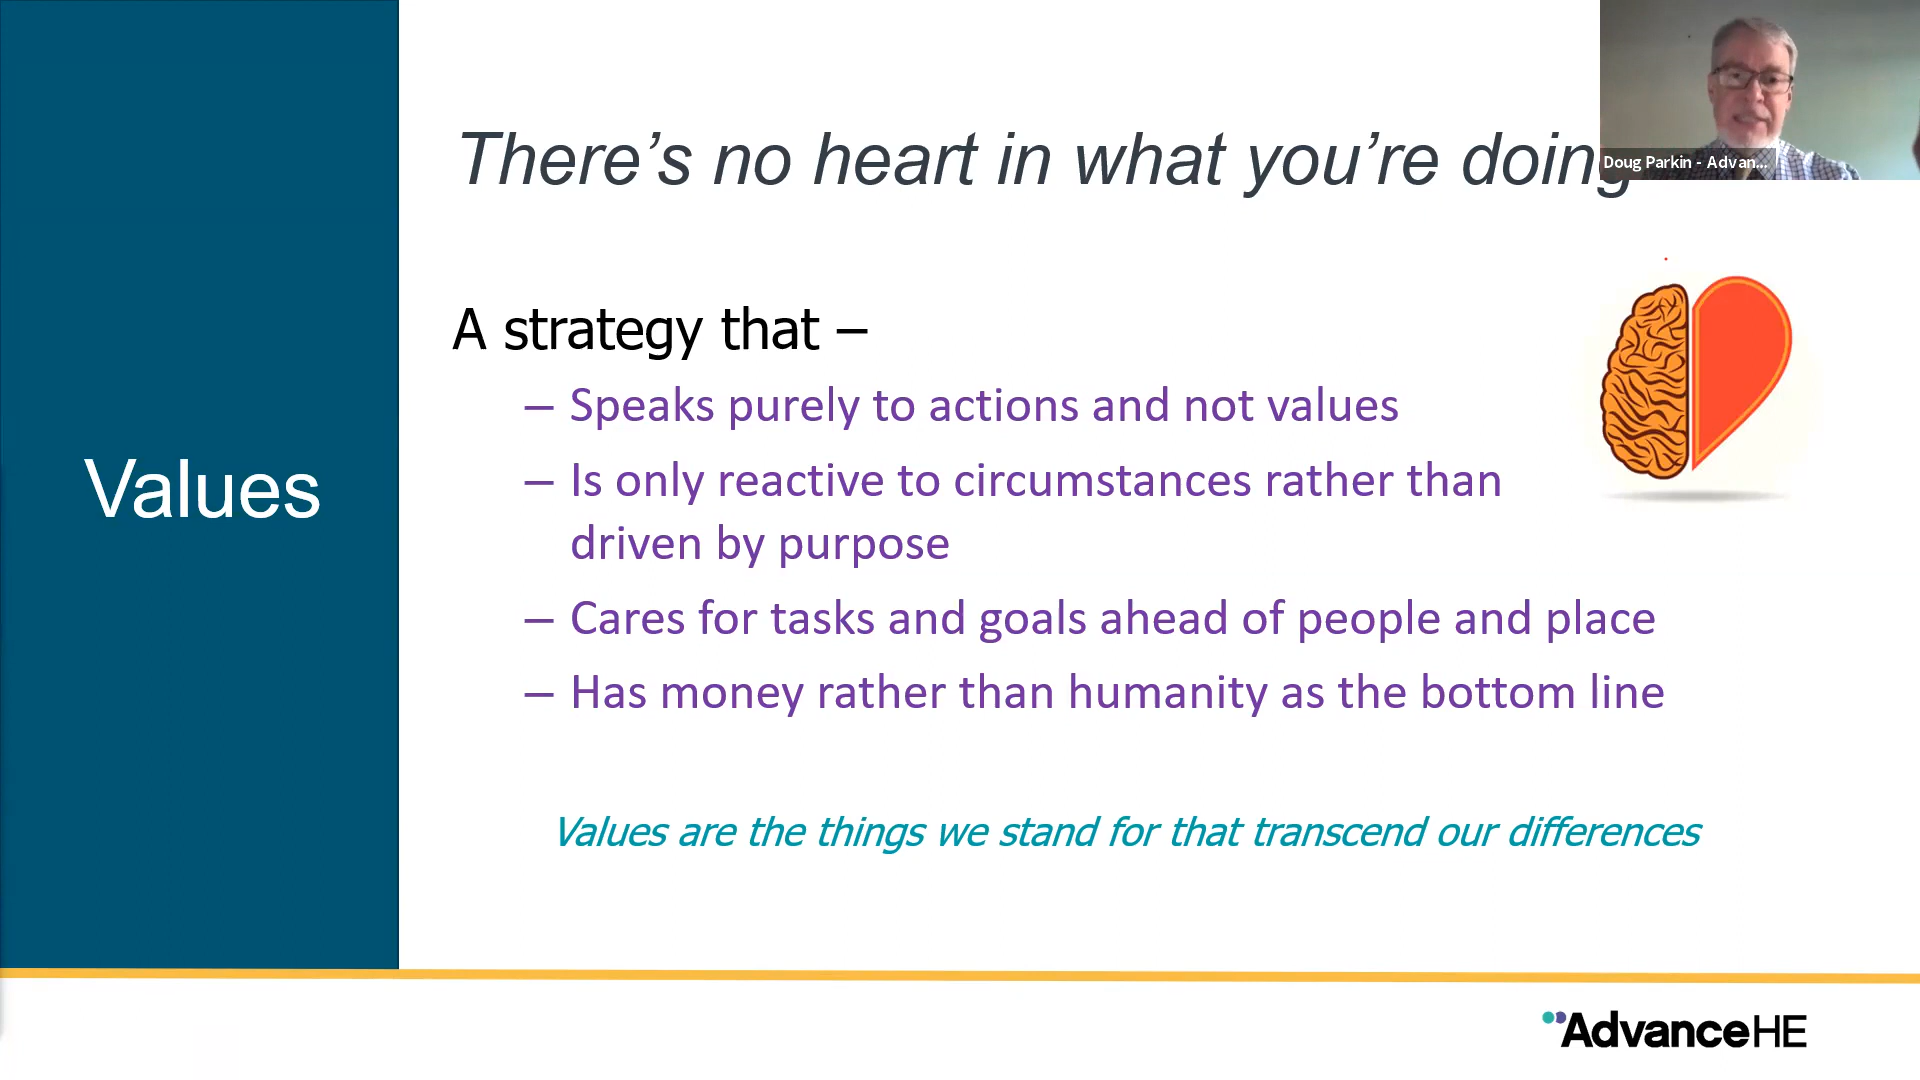 There’s no heart in what you’re doing
Doug Parkin - Advan...
A strategy that –
– Speaks purely to actions and not values
– Is only reactive to circumstances rather than
driven by purpose
Values
– Cares for tasks and goals ahead of people and place
– Has money rather than humanity as the bottom line
Values are the things we stand for that transcend our differences
AdvanceHE